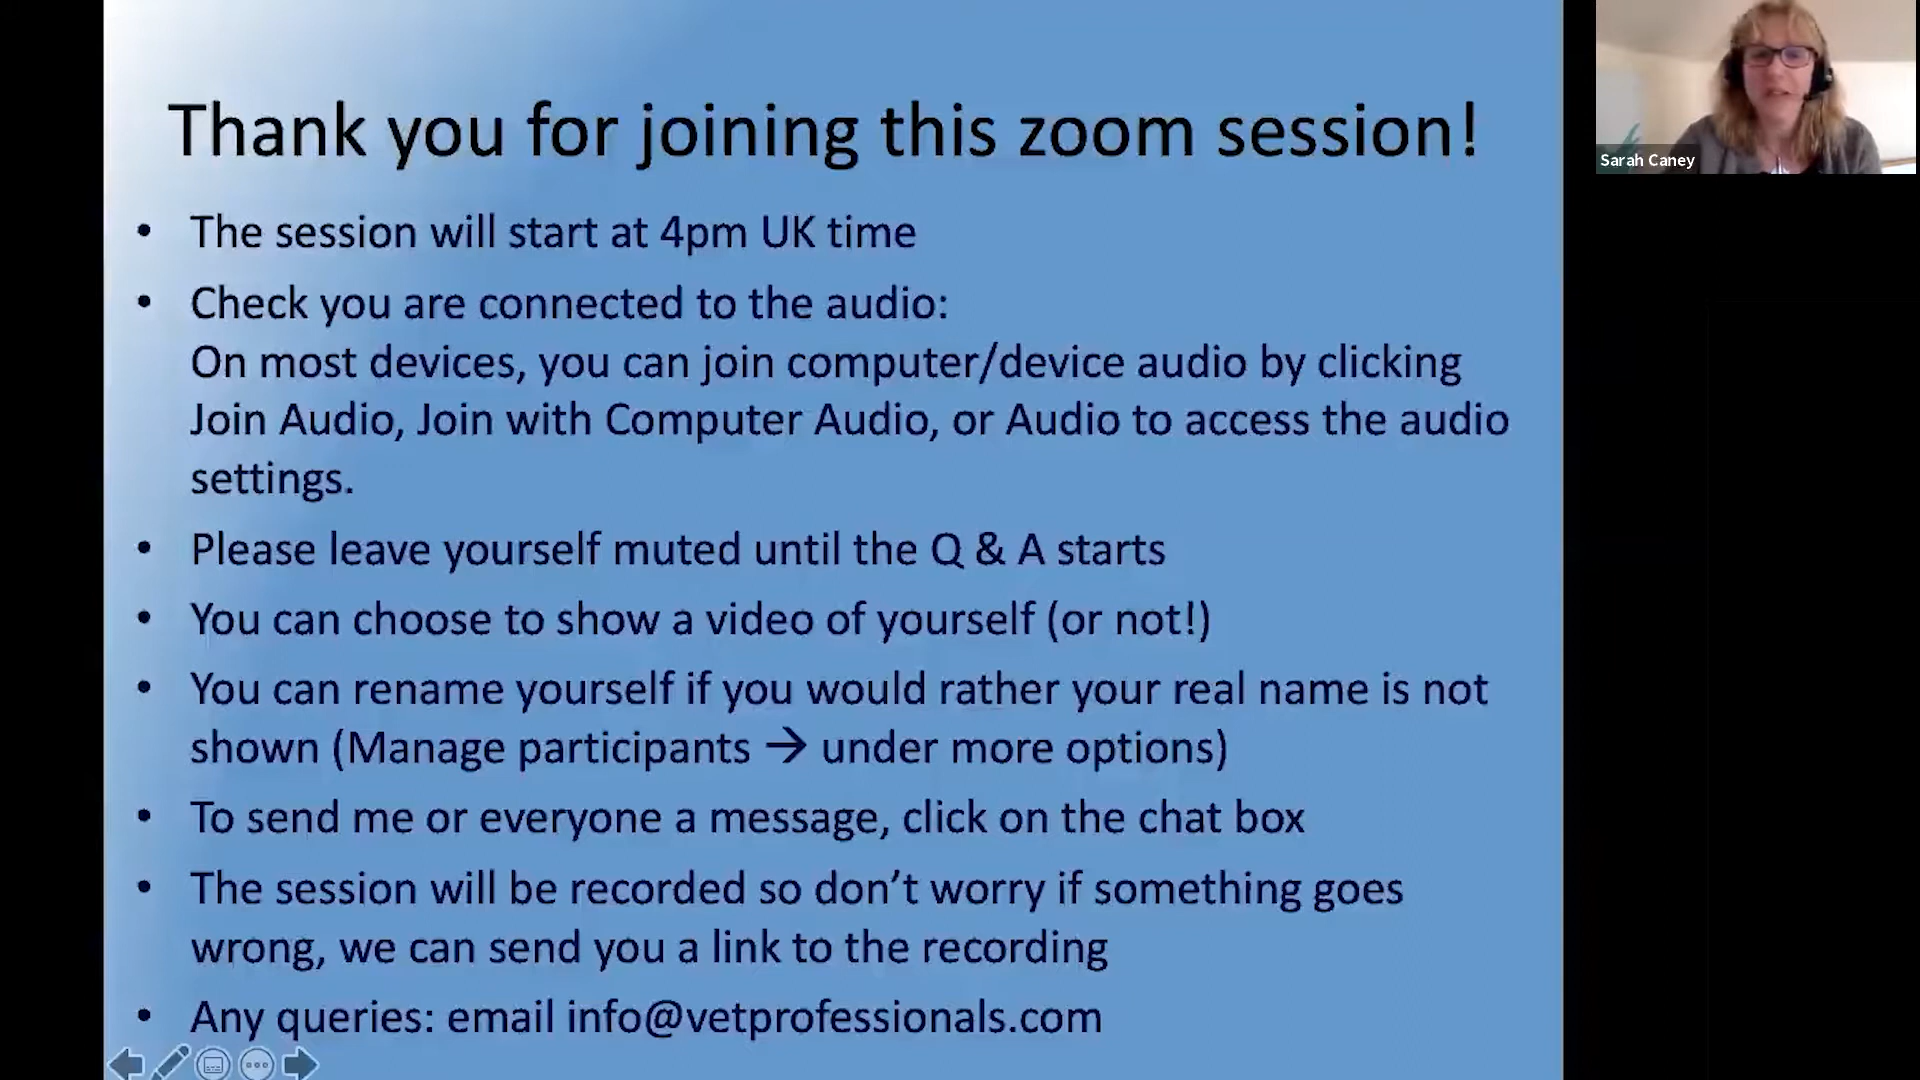 Thank you for joining this zoom session!
• The session will start at 4pm UK time
• Check you are connected to the audio:
On most devices, you can join computer/device audio by clicking
Join Audio, Join with Computer Audio, or Audio to access the audio
settings.
• Please leave yourself muted until the Q & A starts
• You can choose to show a video of yourself (or not!)
• You can rename yourself if you would rather your real name is not
shown (Manage participants → under more options)
• To send me or everyone a message, click on the chat box
• The session will be recorded so don’t worry if something goes
wrong, we can send you a link to the recording
• Any queries: email info@vetprofessionals.com
Sarah Caney